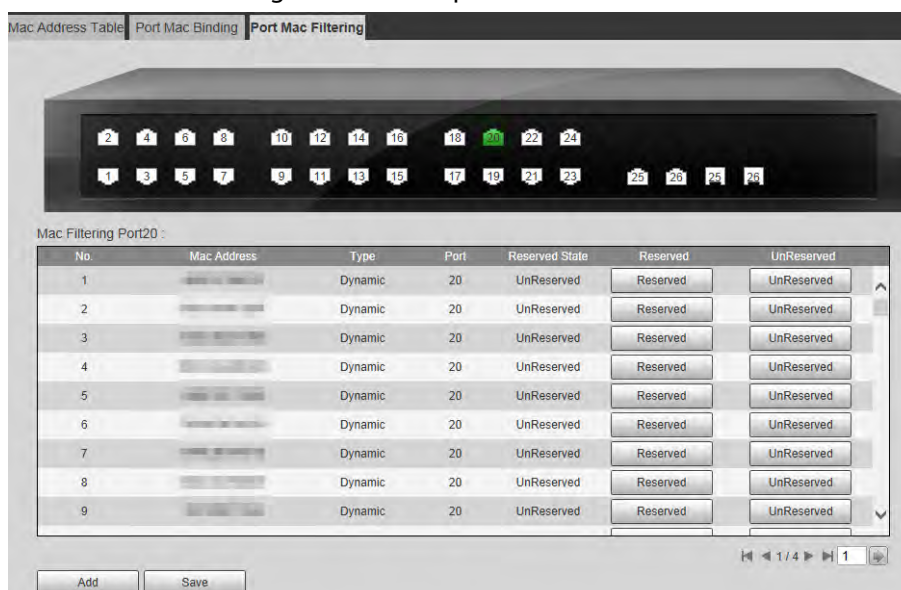 Mac Address Table Port Mac Binding Port Mac Filtering
2 4 6 8 10 12 14 16 18 20 22 24
1 3 5 7 9 11 13 15 17 19 21 23 25 26 25 26
Mac Filtering Port20 :
No. Mac Address Type Port Reserved State Reserved UnReserved
1 Dynamic 20 UnReserved Reserved UnReserved
2 Dynamic 20 UnReserved Reserved UnReserved
3 Dynamic 20 UnReserved Reserved UnReserved
4 Dynamic 20 UnReserved Reserved UnReserved
5 Dynamic 20 UnReserved Reserved UnReserved
6 Dynamic 20 UnReserved Reserved UnReserved
7 Dynamic 20 UnReserved Reserved UnReserved
8 Dynamic 20 UnReserved Reserved UnReserved
9 Dynamic 20 UnReserved Reserved UnReserved
1 / 4 1
Add Save